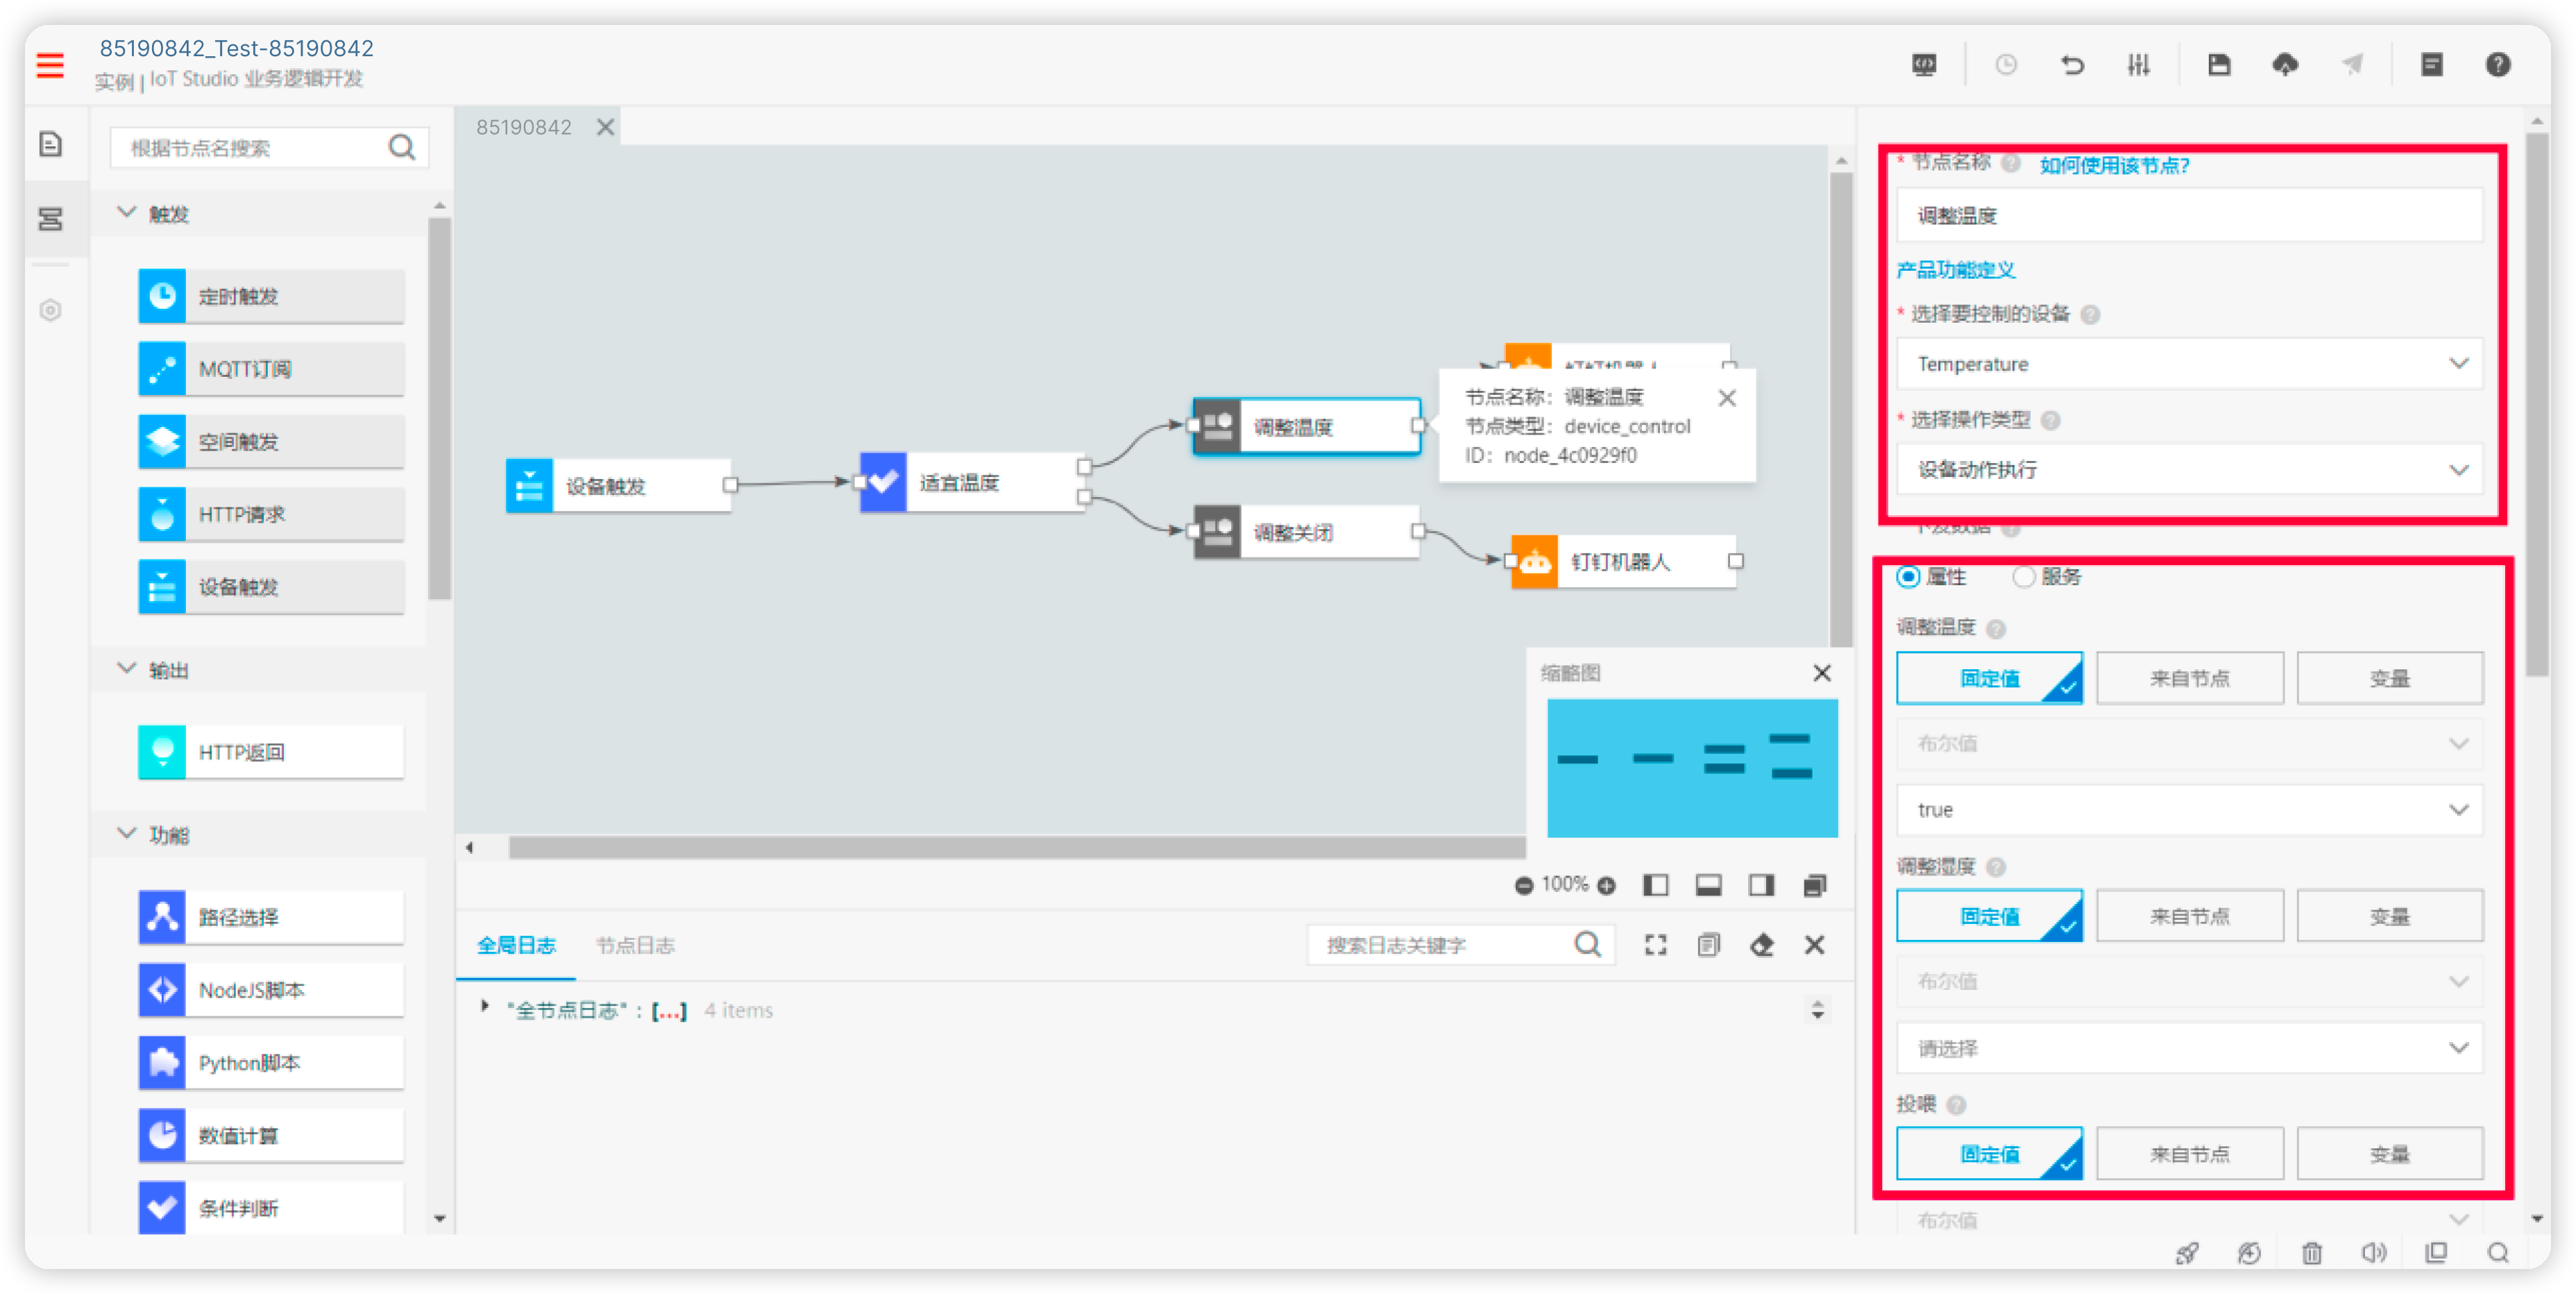 85190842_Test-85190842
实例 | IoT Studio 业务逻辑开发
根据节点名搜索
触发
定时触发
MQTT订阅
空间触发
HTTP请求
设备触发
输出
HTTP返回
功能
路径选择
NodeJS脚本
Python脚本
数值计算
条件判断
85190842
设备触发
适宜温度
调整温度
调整关闭
钉钉机器人
钉钉机器人
节点名称：调整温度
节点类型：device_control
ID：node_4c0929f0
缩略图
100%
全局日志
节点日志
搜索日志关键字
"全节点日志" : [...] 4 items
* 节点名称 如何使用该节点?
调整温度
产品功能定义
* 选择要控制的设备
Temperature
* 选择操作类型
设备动作执行
下发数据
属性 服务
调整温度
固定值 来自节点 变量
布尔值
true
调整湿度
固定值 来自节点 变量
布尔值
请选择
投喂
固定值 来自节点 变量
布尔值